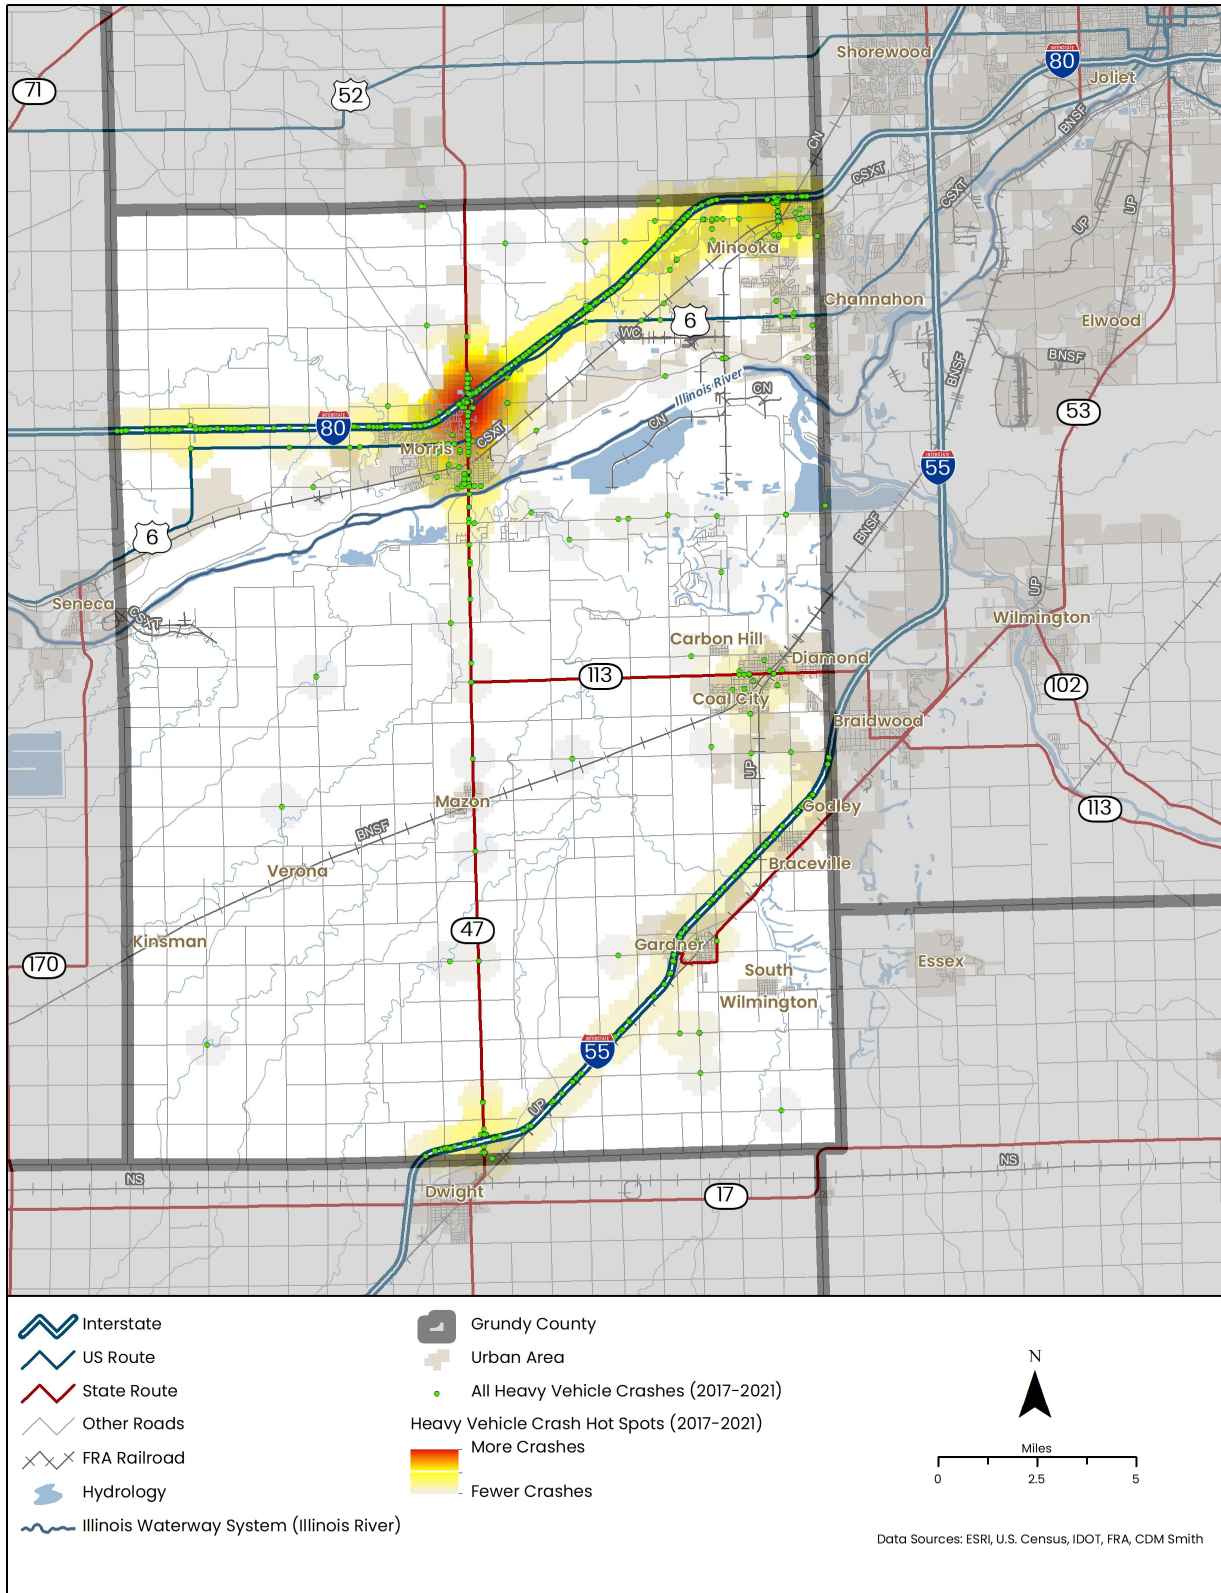 Shorewood
INTERSTATE
80
Joliet
71
52
BNSF
CN
CSXT
CSXT
UP
UP
Minooka
Channahon
6
WC
Elwood
BNSF
BNSF
Illinois River
CN
CN
53
INTERSTATE
80
CSXT
Morris
INTERSTATE
55
6
BNSF
UP
Seneca
CSXT
Wilmington
Carbon Hill
Diamond
113
102
Coal City
Braidwood
UP
Mazon
Godley
113
BNSF
Braceville
Verona
47
Kinsman
Gardner
170
Essex
South
Wilmington
INTERSTATE
55
UP
NS
NS
Dwight
17
Interstate
US Route
State Route
Other Roads
FRA Railroad
Hydrology
Illinois Waterway System (Illinois River)
Grundy County
Urban Area
All Heavy Vehicle Crashes (2017-2021)
Heavy Vehicle Crash Hot Spots (2017-2021)
More Crashes
Fewer Crashes
N
Miles
0 2.5 5
Data Sources: ESRI, U.S. Census, IDOT, FRA, CDM Smith